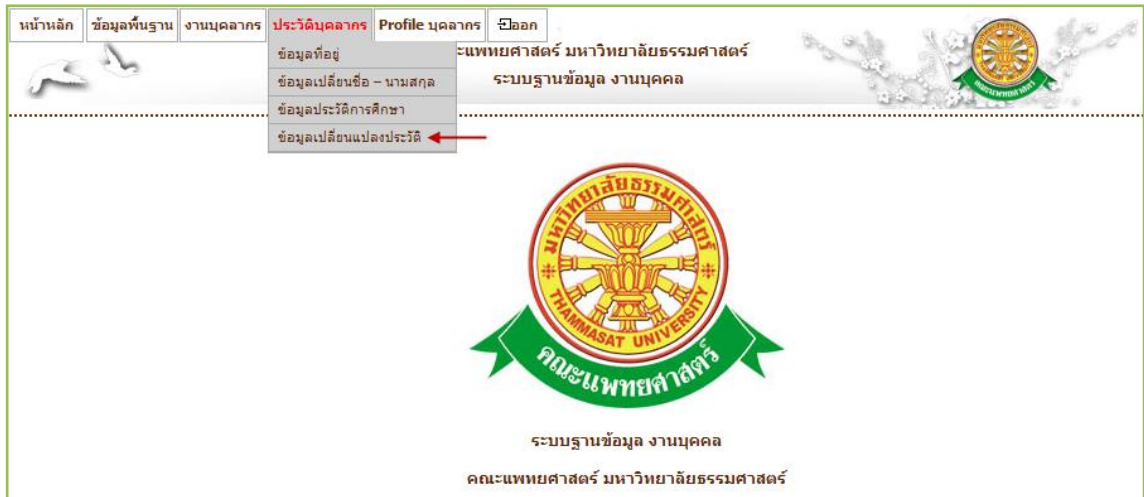 หน้าหลัก ข้อมูลพื้นฐาน งานบุคลากร ประวัติบุคลากร Profile บุคลากร ออก
ข้อมูลที่อยู่
ข้อมูลเปลี่ยนชื่อ – นามสกุล
ข้อมูลประวัติการศึกษา
ข้อมูลเปลี่ยนแปลงประวัติ
ะแพทยศาสตร์ มหาวิทยาลัยธรรมศาสตร์
ระบบฐานข้อมูล งานบุคคล
คณะแพทยศาสตร์
มหาวิทยาลัยธรรมศาสตร์
THAMMASAT UNIVERSITY
คณะแพทยศาสตร์
ระบบฐานข้อมูล งานบุคคล
คณะแพทยศาสตร์ มหาวิทยาลัยธรรมศาสตร์